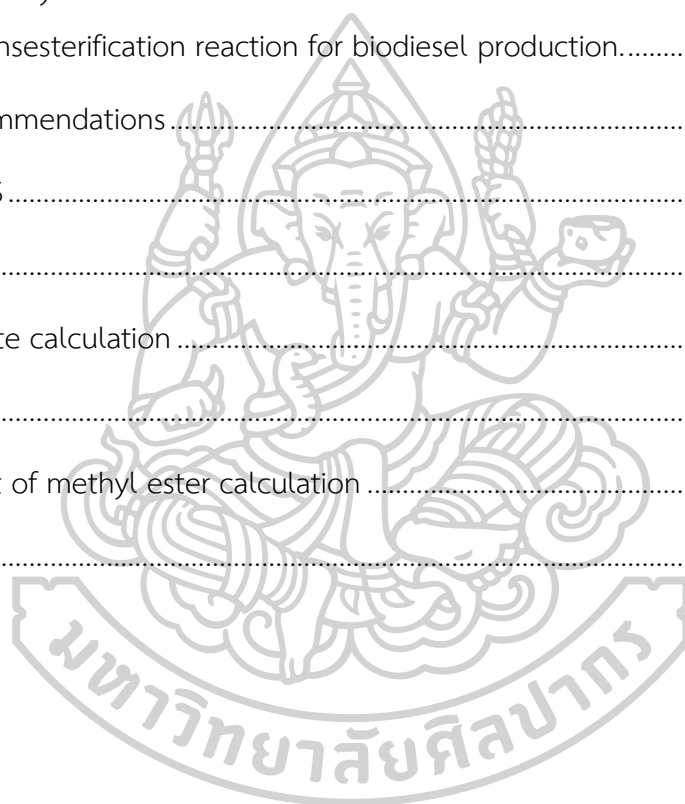 nsesterification reaction for biodiesel production.........
mmendations..............................................................................
s.........................................................................................................
..........................................................................................................
te calculation............................................................................
..........................................................................................................
t of methyl ester calculation................................................
..........................................................................................................
มหาวิทยาลัยศิลปากร